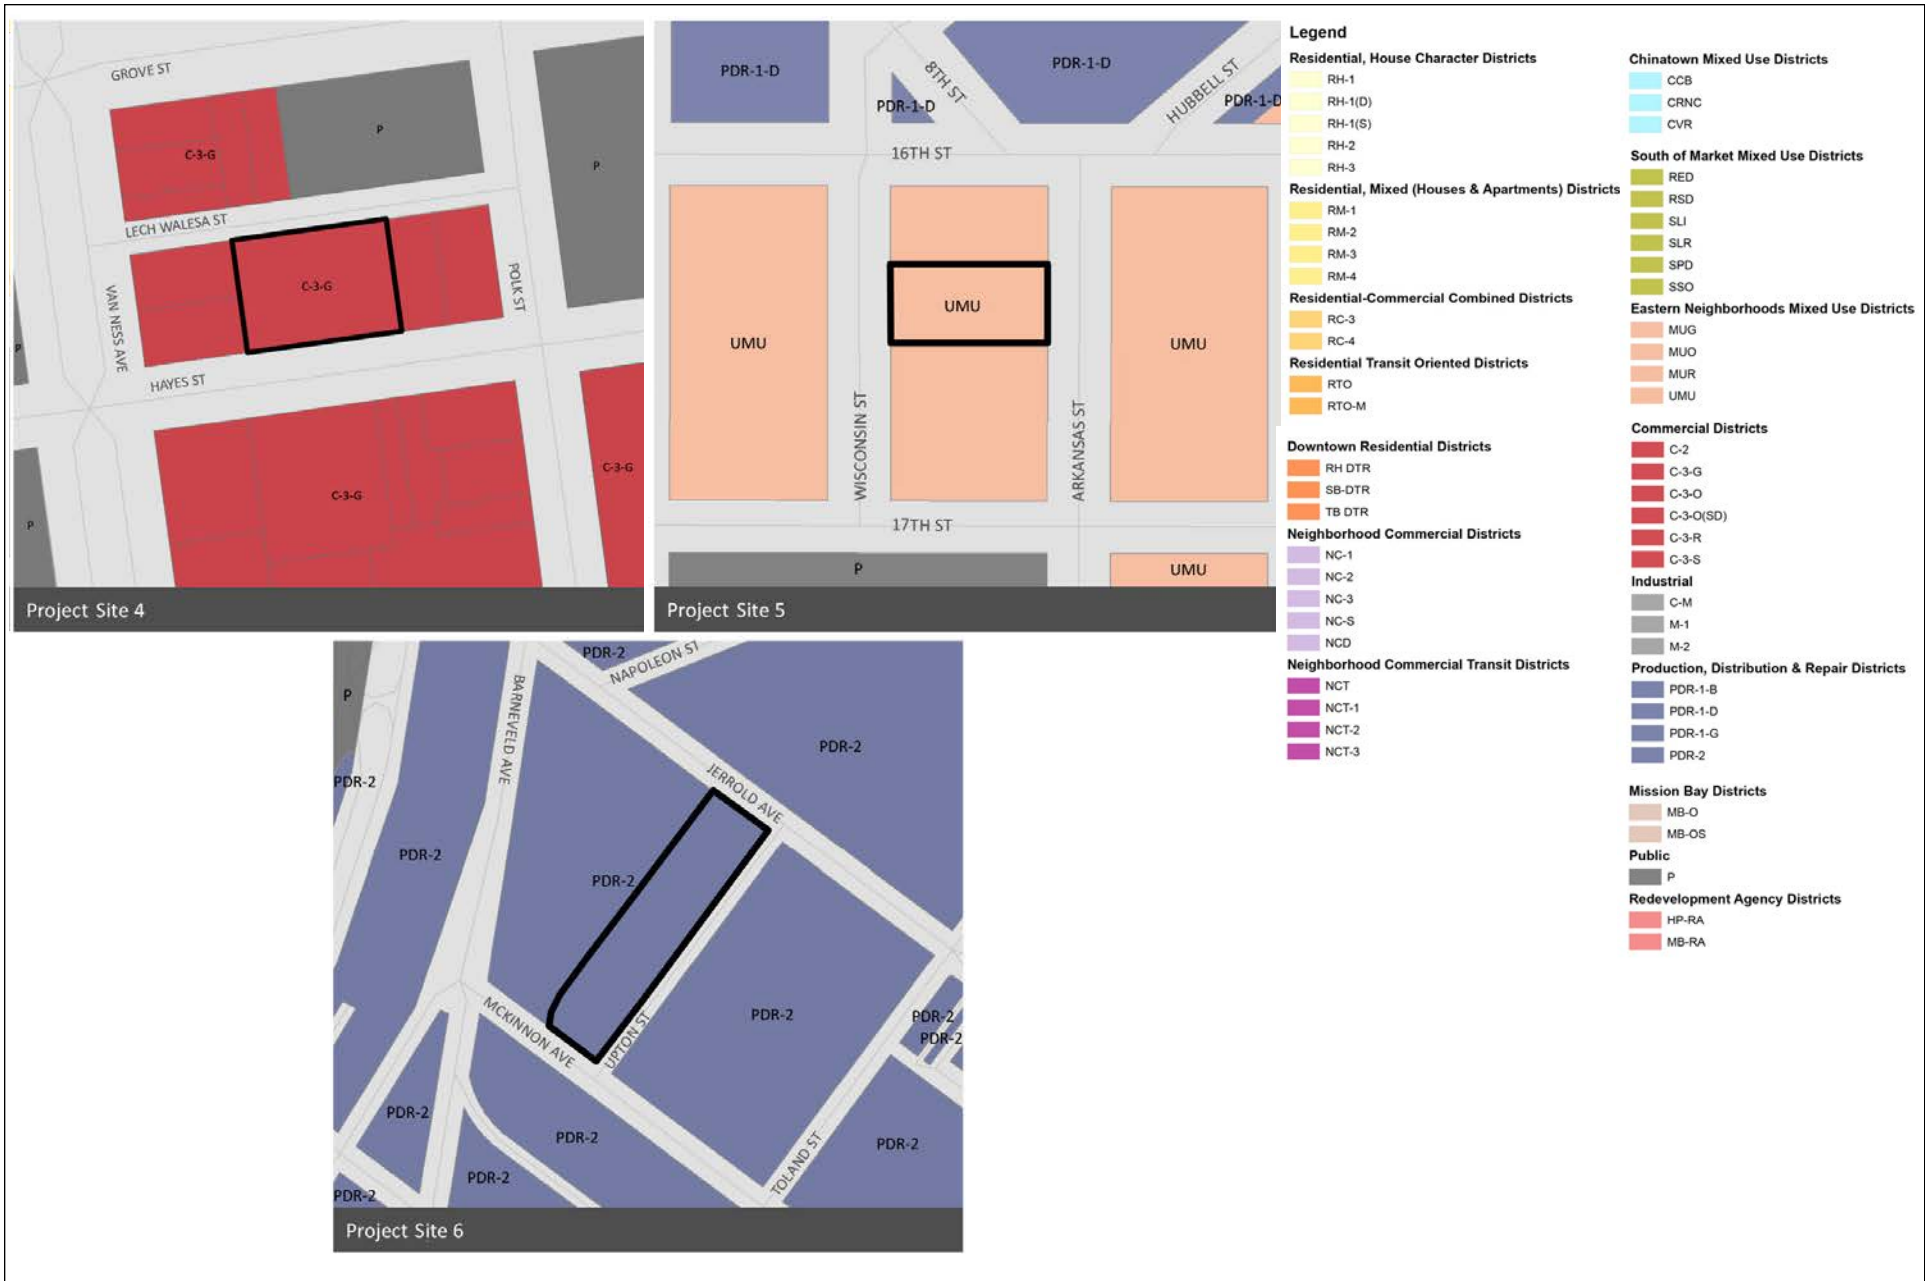 GROVE ST
P
C-3-G
P
LECH WALESA ST
C-3-G
POLK ST
VAN NESS AVE
P
HAYES ST
C-3-G
C-3-G
P
Project Site 4
PDR-1-D
8TH ST
PDR-1-D
HUBBELL ST
PDR-1-D
PDR-1-D
16TH ST
UMU
UMU
UMU
WISCONSIN ST
ARKANSAS ST
17TH ST
P
UMU
Project Site 5
PDR-2
NAPOLEON ST
P
BARNEVELD AVE
PDR-2
PDR-2
JERROLD AVE
PDR-2
PDR-2
MCKINNON AVE
UPTON ST
PDR-2
PDR-2
PDR-2
PDR-2
PDR-2
PDR-2
TOLAND ST
PDR-2
PDR-2
Project Site 6
Legend
Residential, House Character Districts
RH-1
RH-1(D)
RH-1(S)
RH-2
RH-3
Residential, Mixed (Houses & Apartments) Districts
RM-1
RM-2
RM-3
RM-4
Residential-Commercial Combined Districts
RC-3
RC-4
Residential Transit Oriented Districts
RTO
RTO-M
Downtown Residential Districts
RH DTR
SB-DTR
TB DTR
Neighborhood Commercial Districts
NC-1
NC-2
NC-3
NC-S
NCD
Neighborhood Commercial Transit Districts
NCT
NCT-1
NCT-2
NCT-3
Chinatown Mixed Use Districts
CCB
CRNC
CVR
South of Market Mixed Use Districts
RED
RSD
SLI
SLR
SPD
SSO
Eastern Neighborhoods Mixed Use Districts
MUG
MUO
MUR
UMU
Commercial Districts
C-2
C-3-G
C-3-O
C-3-O(SD)
C-3-R
C-3-S
Industrial
C-M
M-1
M-2
Production, Distribution & Repair Districts
PDR-1-B
PDR-1-D
PDR-1-G
PDR-2
Mission Bay Districts
MB-O
MB-OS
Public
P
Redevelopment Agency Districts
HP-RA
MB-RA